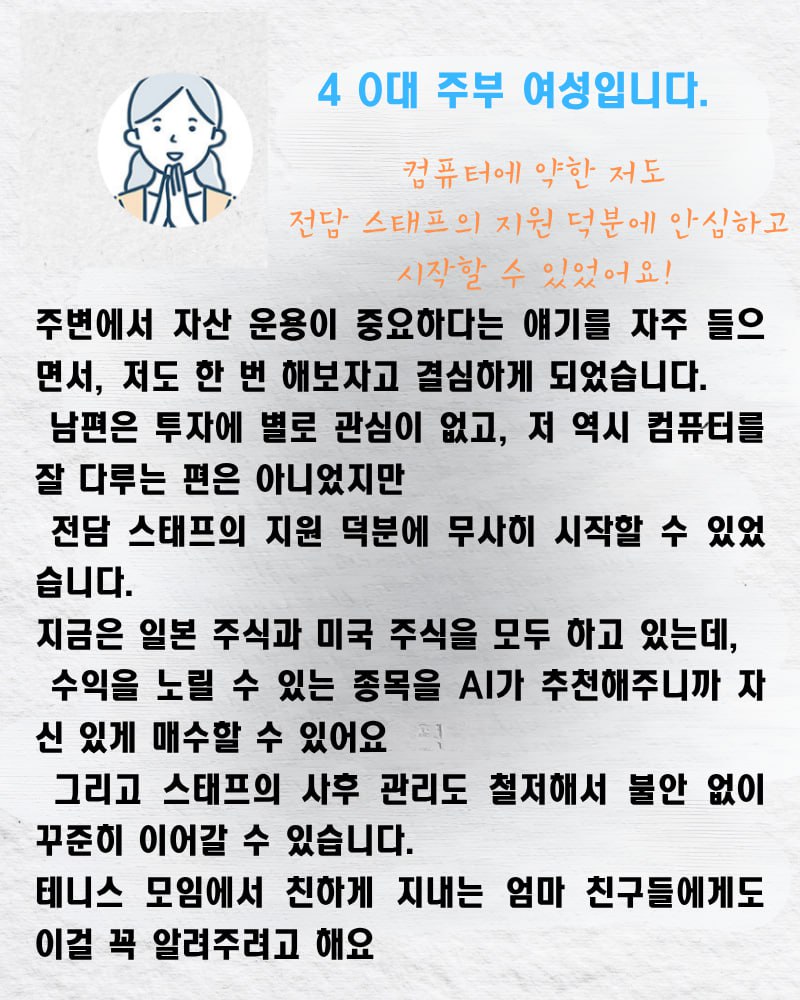 4 0대 주부 여성입니다.
컴퓨터에 약한 저도
전담 스태프의 지원 덕분에 안심하고
시작할 수 있었어요!
주변에서 자산 운용이 중요하다는 얘기를 자주 들으
면서, 저도 한 번 해보자고 결심하게 되었습니다.
남편은 투자에 별로 관심이 없고, 저 역시 컴퓨터를
잘 다루는 편은 아니었지만
전담 스태프의 지원 덕분에 무사히 시작할 수 있었
습니다.
지금은 일본 주식과 미국 주식을 모두 하고 있는데,
수익을 노릴 수 있는 종목을 AI가 추천해주니까 자
신 있게 매수할 수 있어요
그리고 스태프의 사후 관리도 철저해서 불안 없이
꾸준히 이어갈 수 있습니다.
테니스 모임에서 친하게 지내는 엄마 친구들에게도
이걸 꼭 알려주려고 해요